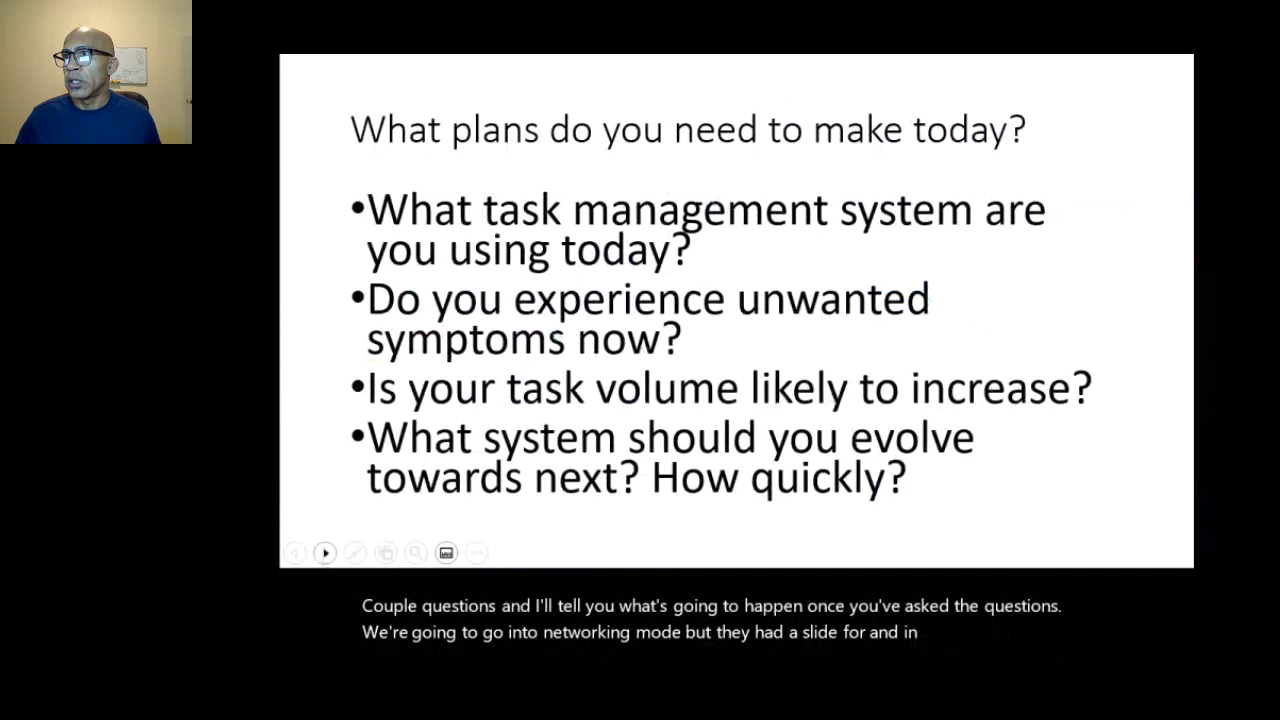 What plans do you need to make today?
•What task management system are
you using today?
•Do you experience unwanted
symptoms now?
•Is your task volume likely to increase?
•What system should you evolve
towards next? How quickly?
Couple questions and I'll tell you what's going to happen once you've asked the questions.
We're going to go into networking mode but they had a slide for and in